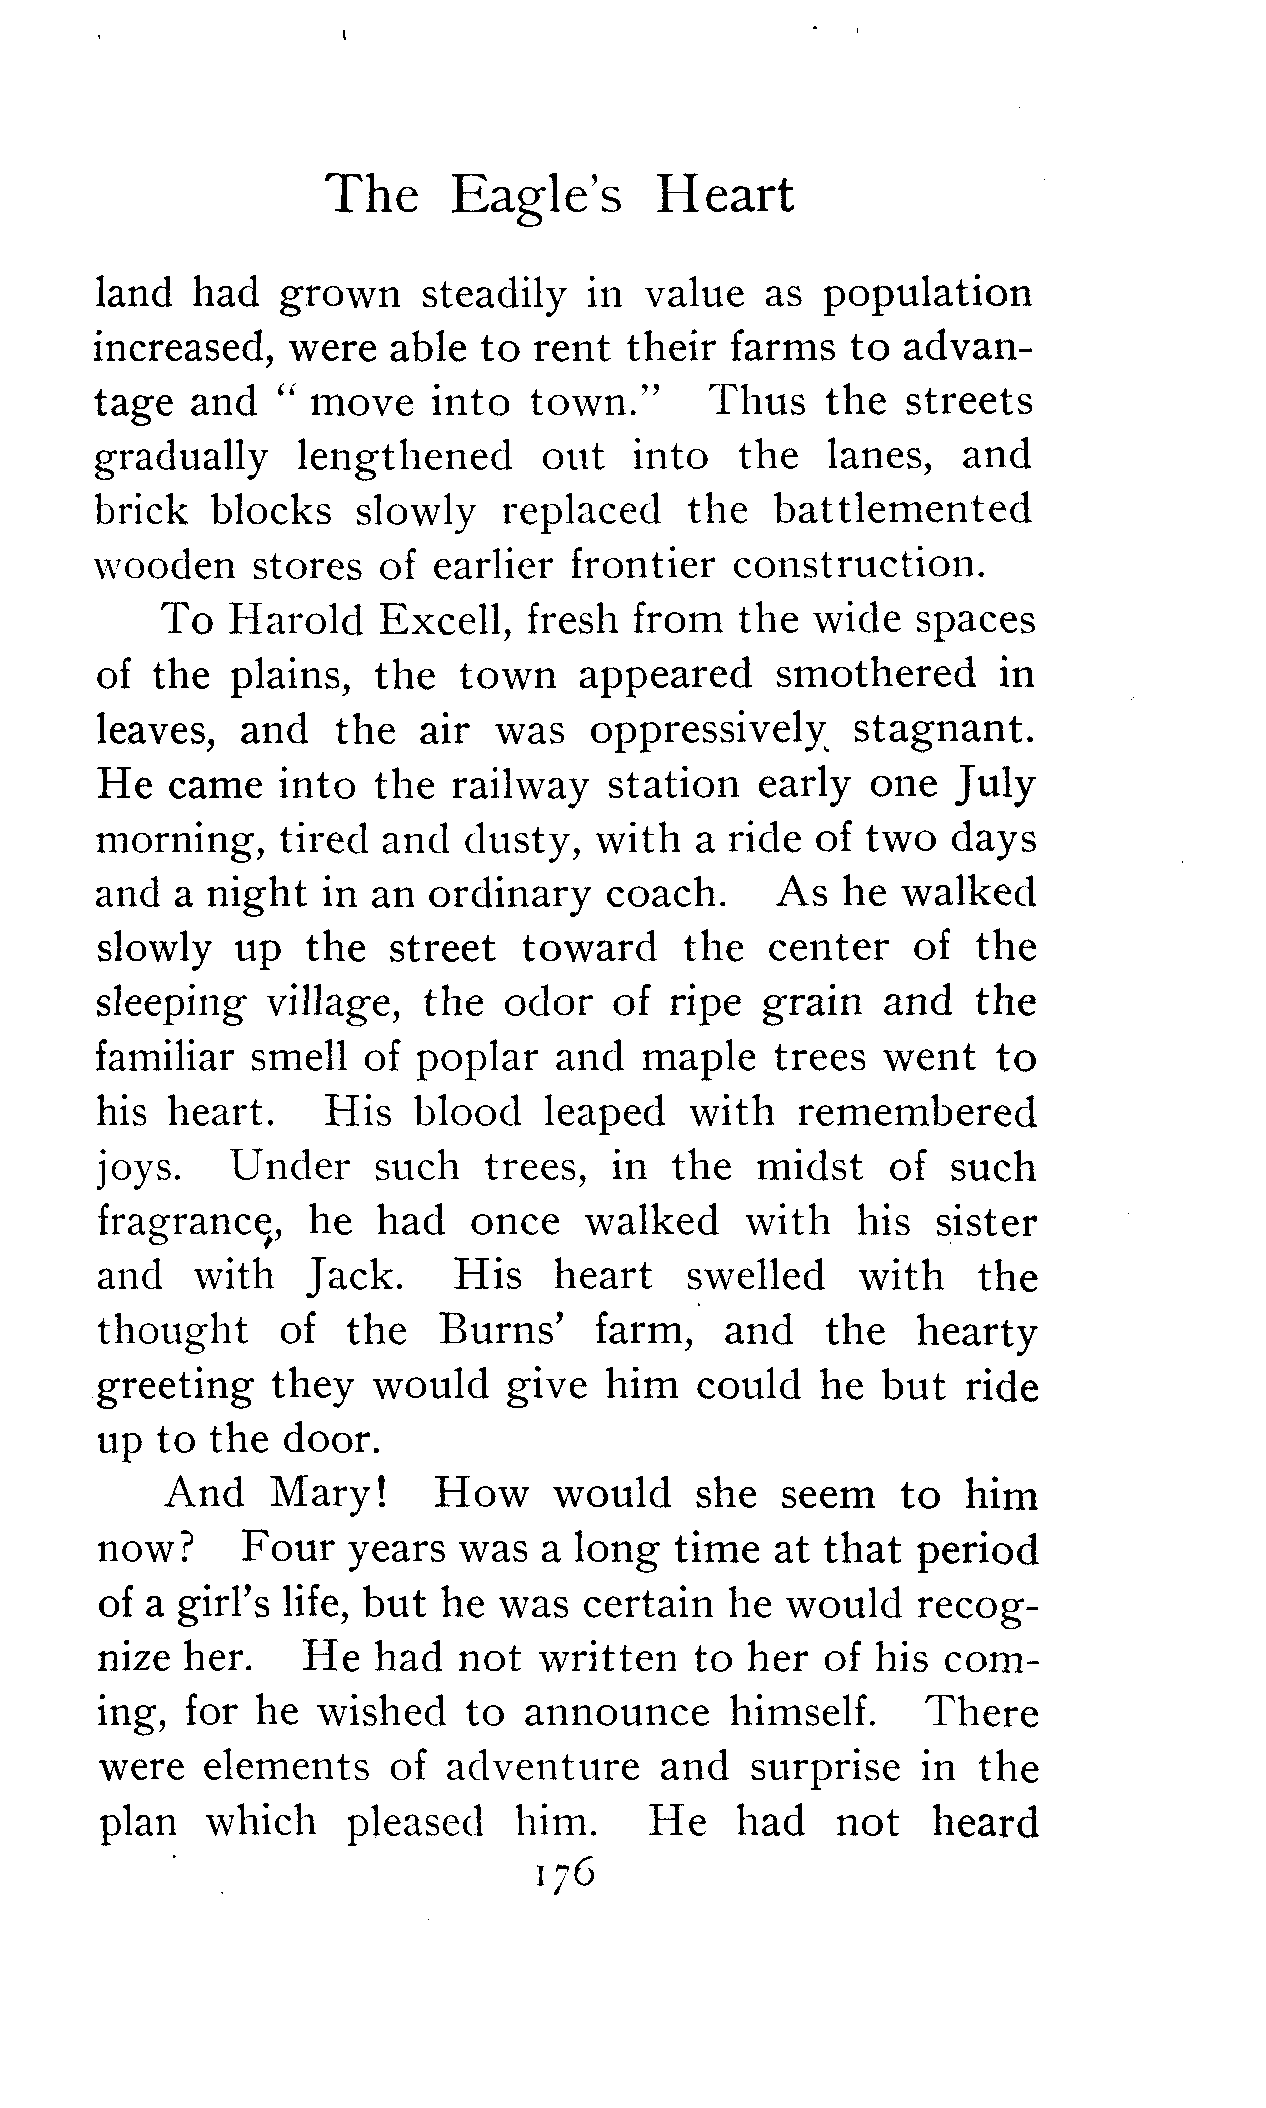 The Eagle's Heart
land had grown steadily in value as population
increased, were able to rent their farms to advan-
tage and " move into town." Thus the streets
gradually lengthened out into the lanes, and
brick blocks slowly replaced the battlemented
wooden stores of earlier frontier construction.
To Harold Excell, fresh from the wide spaces
of the plains, the town appeared smothered in
leaves, and the air was oppressively stagnant.
He came into the railway station early one July
morning, tired and dusty, with a ride of two days
and a night in an ordinary coach. As he walked
slowly up the street toward the center of the
sleeping village, the odor of ripe grain and the
familiar smell of poplar and maple trees went to
his heart. His blood leaped with remembered
joys. Under such trees, in the midst of such
fragrance, he had once walked with his sister
and with Jack. His heart swelled with the
thought of the Burns' farm, and the hearty
greeting they would give him could he but ride
up to the door.
And Mary! How would she seem to him
now? Four years was a long time at that period
of a girl's life, but he was certain he would recog-
nize her. He had not written to her of his com-
ing, for he wished to announce himself. There
were elements of adventure and surprise in the
plan which pleased him. He had not heard
176